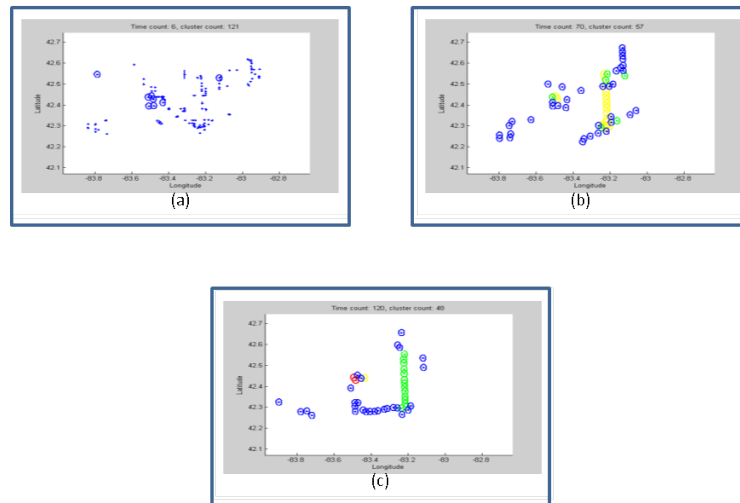 Time count: 6, cluster count: 121
42.7
42.6
42.5
42.4
42.3
42.2
42.1
Latitude
-83.8 -83.6 -83.4 -83.2 -83 -82.8
Longitude
(a)
Time count: 70, cluster count: 57
42.7
42.6
42.5
42.4
42.3
42.2
42.1
Latitude
-83.8 -83.6 -83.4 -83.2 -83 -82.8
Longitude
(b)
Time count: 120, cluster count: 49
42.7
42.6
42.5
42.4
42.3
42.2
42.1
Latitude
-83.8 -83.6 -83.4 -83.2 -83 -82.8
Longitude
(c)